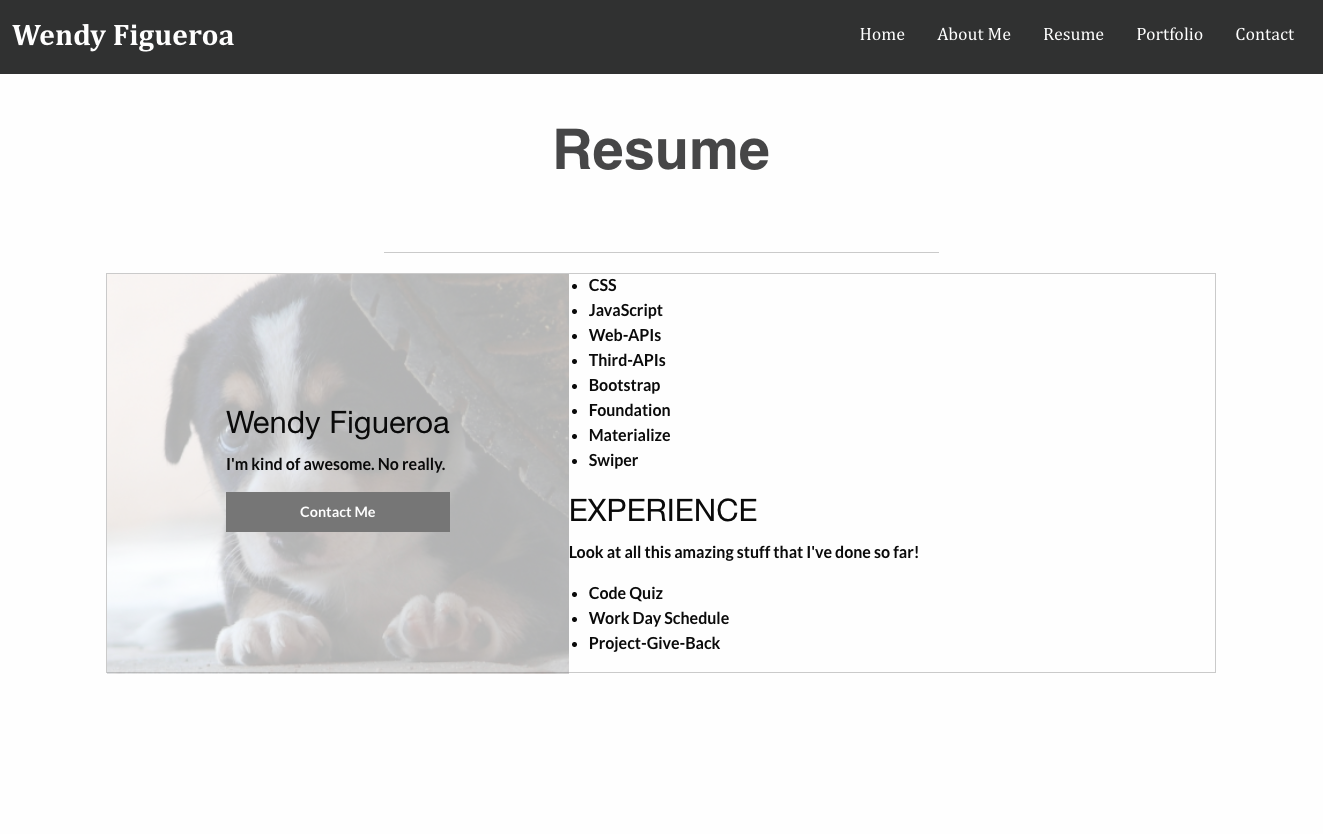 Wendy Figueroa
Home About Me Resume Portfolio Contact
Resume
Wendy Figueroa
I'm kind of awesome. No really.
Contact Me
CSS
JavaScript
Web-APIs
Third-APIs
Bootstrap
Foundation
Materialize
Swiper
EXPERIENCE
Look at all this amazing stuff that I've done so far!
Code Quiz
Work Day Schedule
Project-Give-Back